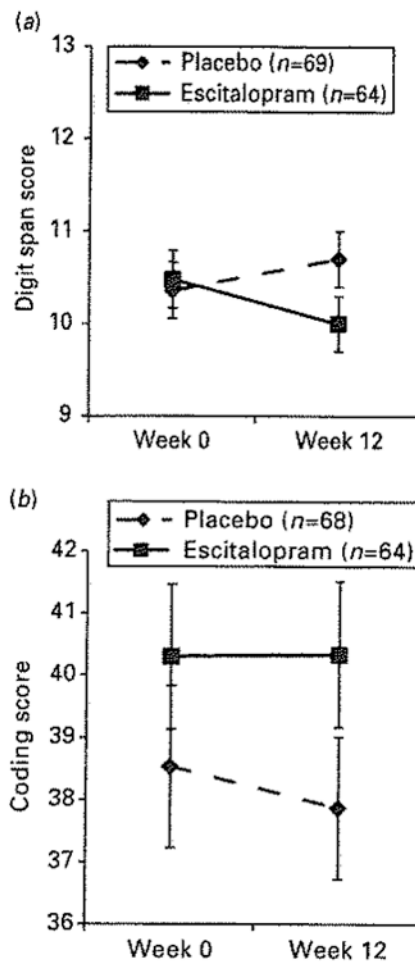 (a)
13
Placebo (n=69)
Escitalopram (n=64)
12
11
10
9
Digit span score
Week 0 Week 12
(b)
Placebo (n=68)
Escitalopram (n=64)
42
41
40
39
38
37
36
Coding score
Week 0 Week 12